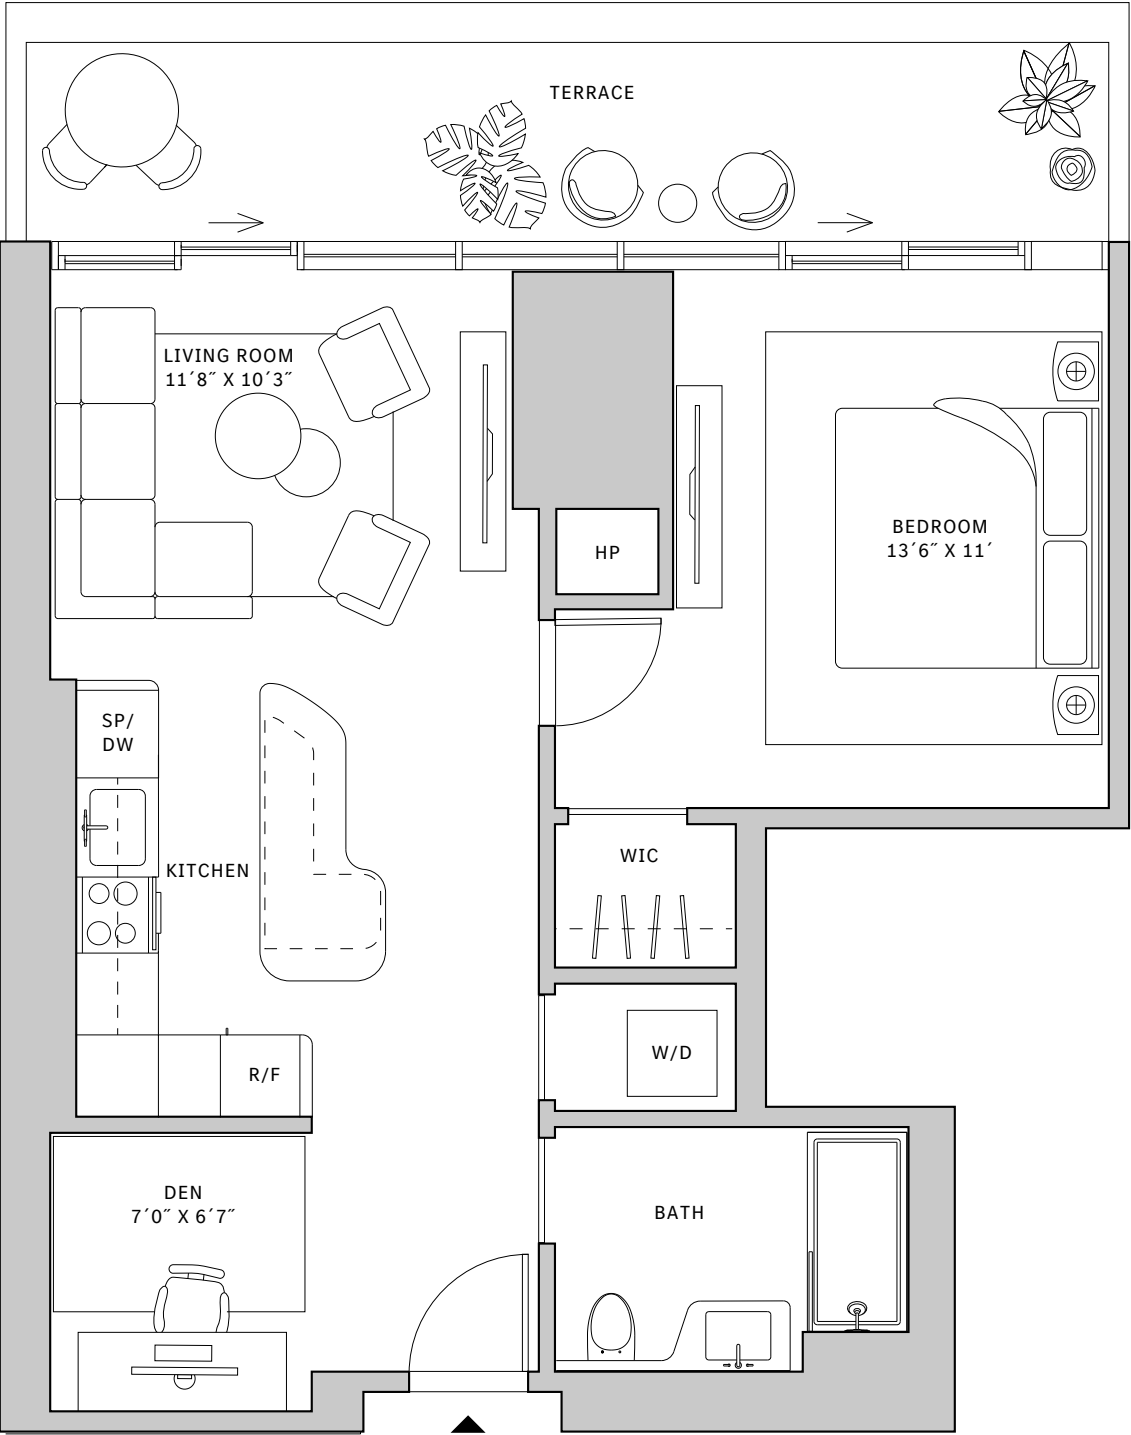 TERRACE
LIVING ROOM
11´8˝ X 10´3˝
HP
BEDROOM
13´6˝ X 11´
SP/
DW
KITCHEN
WIC
R/F
W/D
DEN
7´0˝ X 6´7˝
BATH